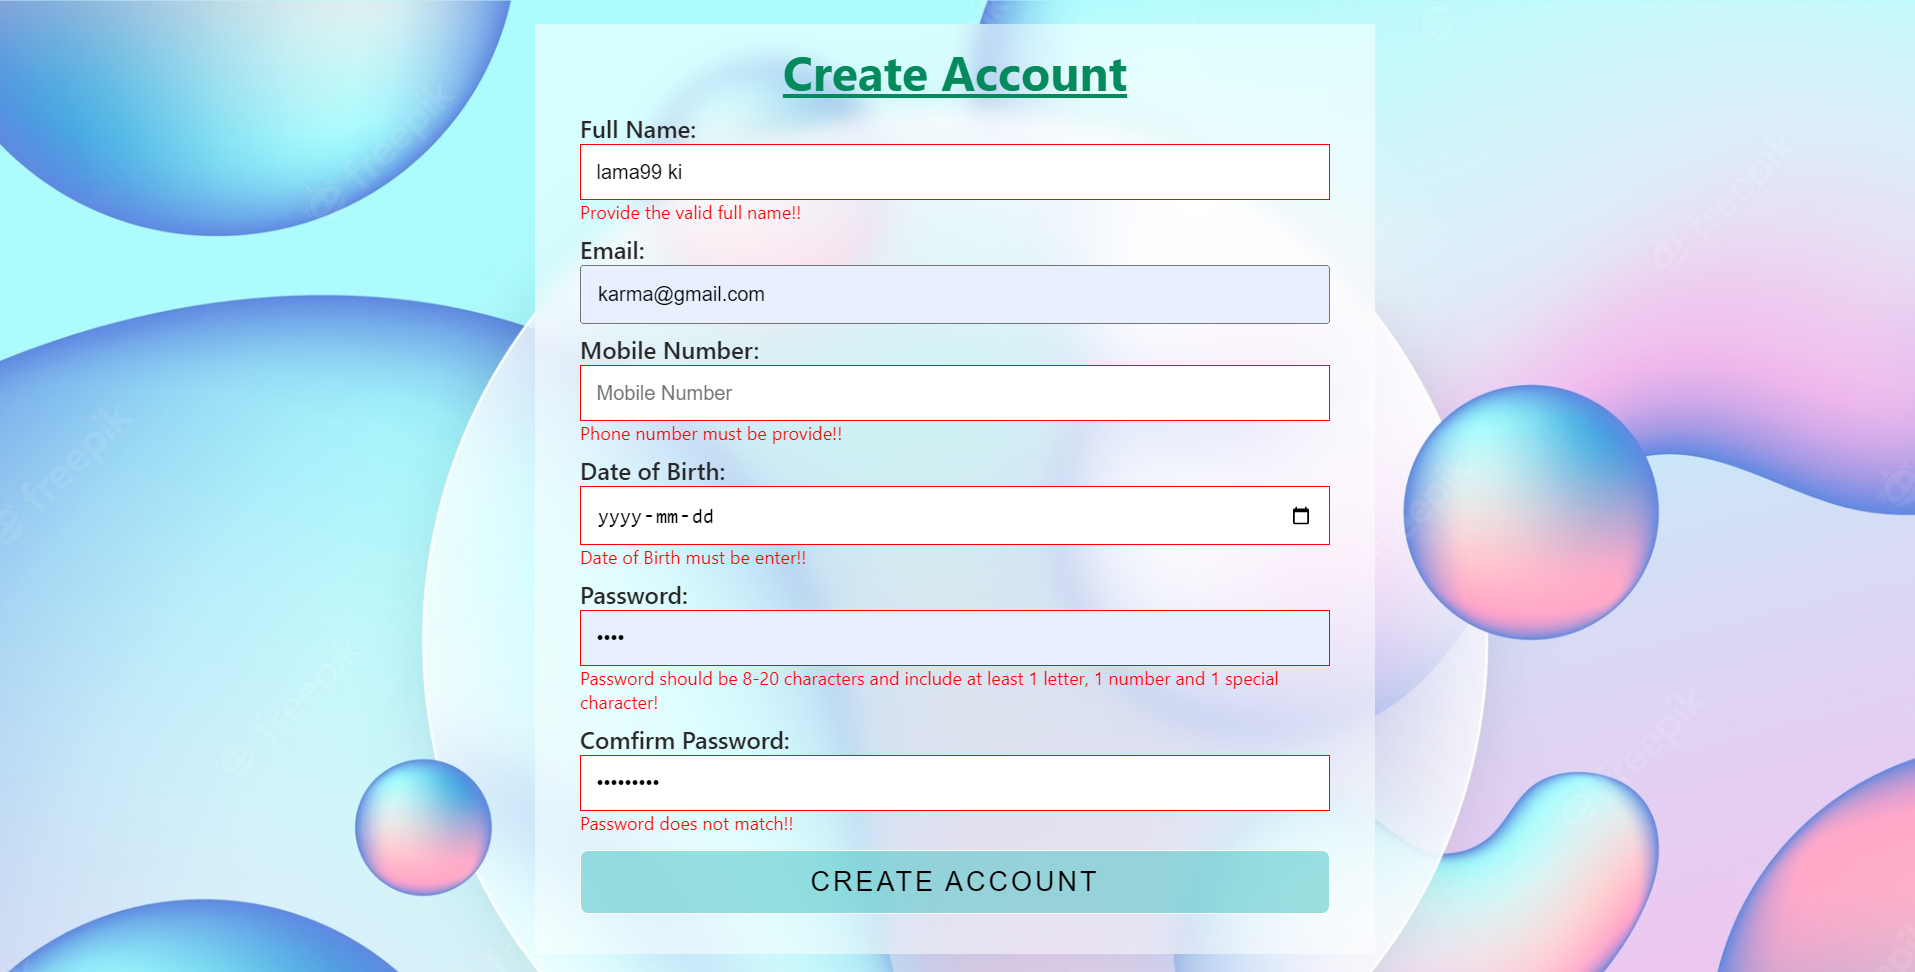 Create Account
Full Name:
lama99 ki
Provide the valid full name!!
Email:
karma@gmail.com
Mobile Number:
Mobile Number
Phone number must be provide!!
Date of Birth:
yyyy-mm-dd
Date of Birth must be enter!!
Password:
••••
Password should be 8-20 characters and include at least 1 letter, 1 number and 1 special
character!
Comfirm Password:
•••••••••
Password does not match!!
CREATE ACCOUNT
freepik
freepik
freepik
freepik
freepik
freepik
freepik